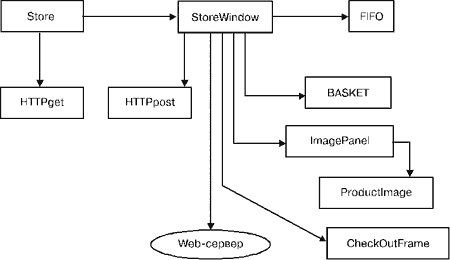 Store
StoreWindow
FIFO
HTTPget
HTTPpost
BASKET
ImagePanel
ProductImage
Web-сервер
CheckOutFrame